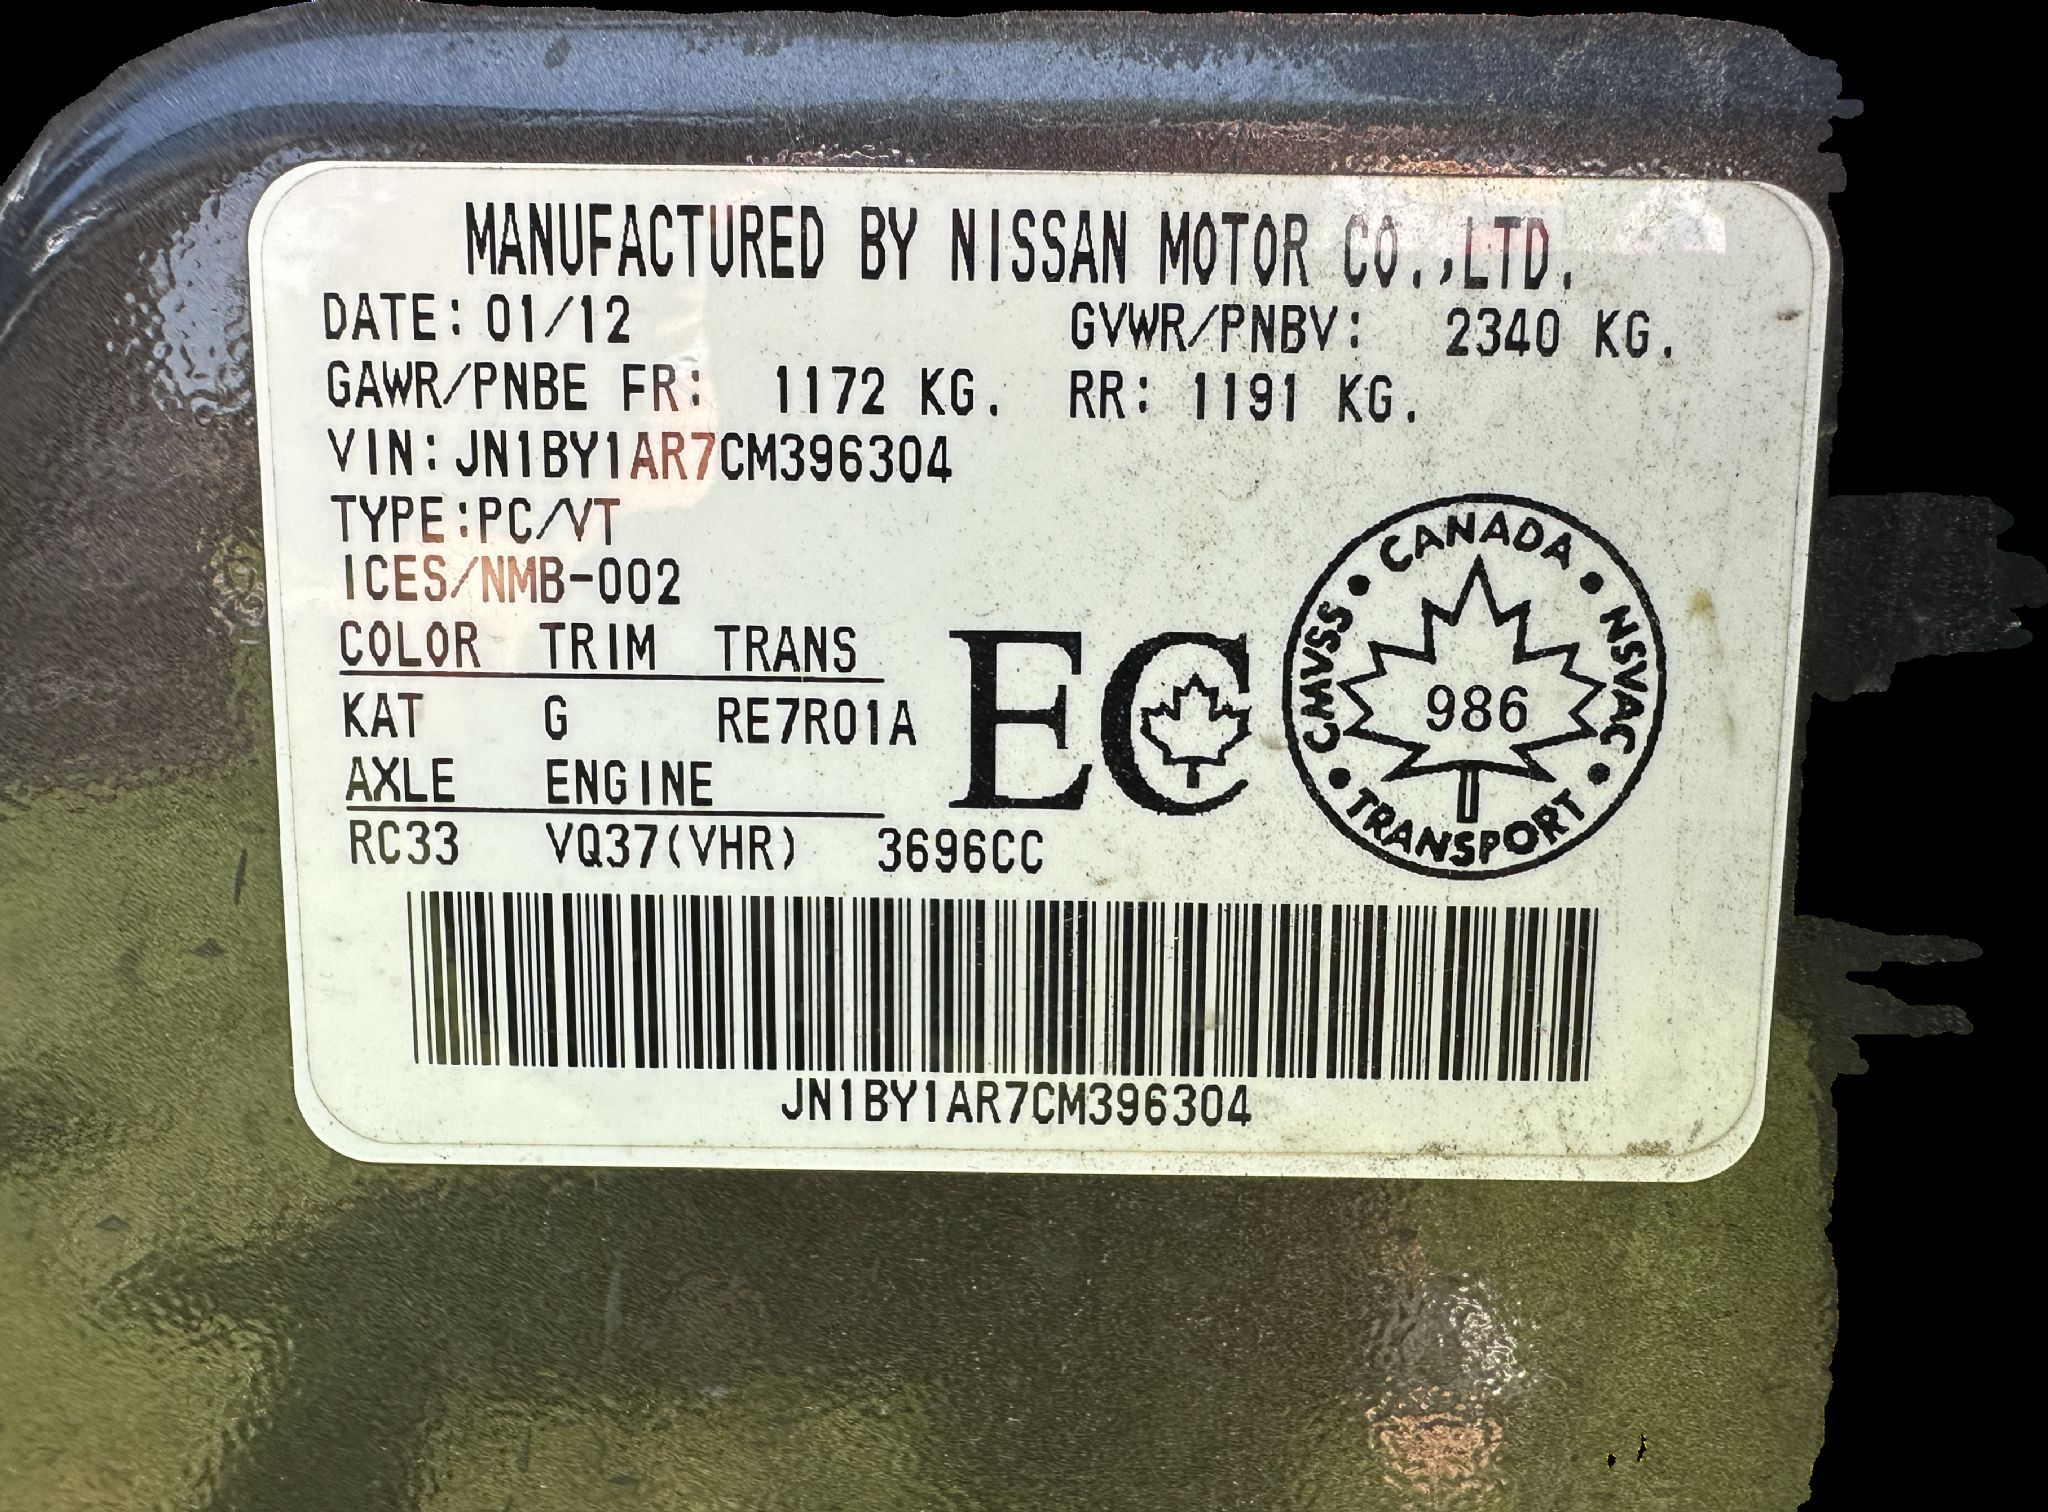 MANUFACTURED BY NISSAN MOTOR CO.,LTD.
DATE: 01/12 GVWR/PNBV: 2340 KG.
GAWR/PNBE FR: 1172 KG. RR: 1191 KG.
VIN: JN1BY1AR7CM396304
TYPE:PC/VT
ICES/NMB-002
COLOR TRIM TRANS
KAT G RE7R01A
AXLE ENGINE
RC33 VQ37(VHR) 3696CC
EC
CANADA
CMVSS • • NSVAC
986
• TRANSPORT •
JN1BY1AR7CM396304